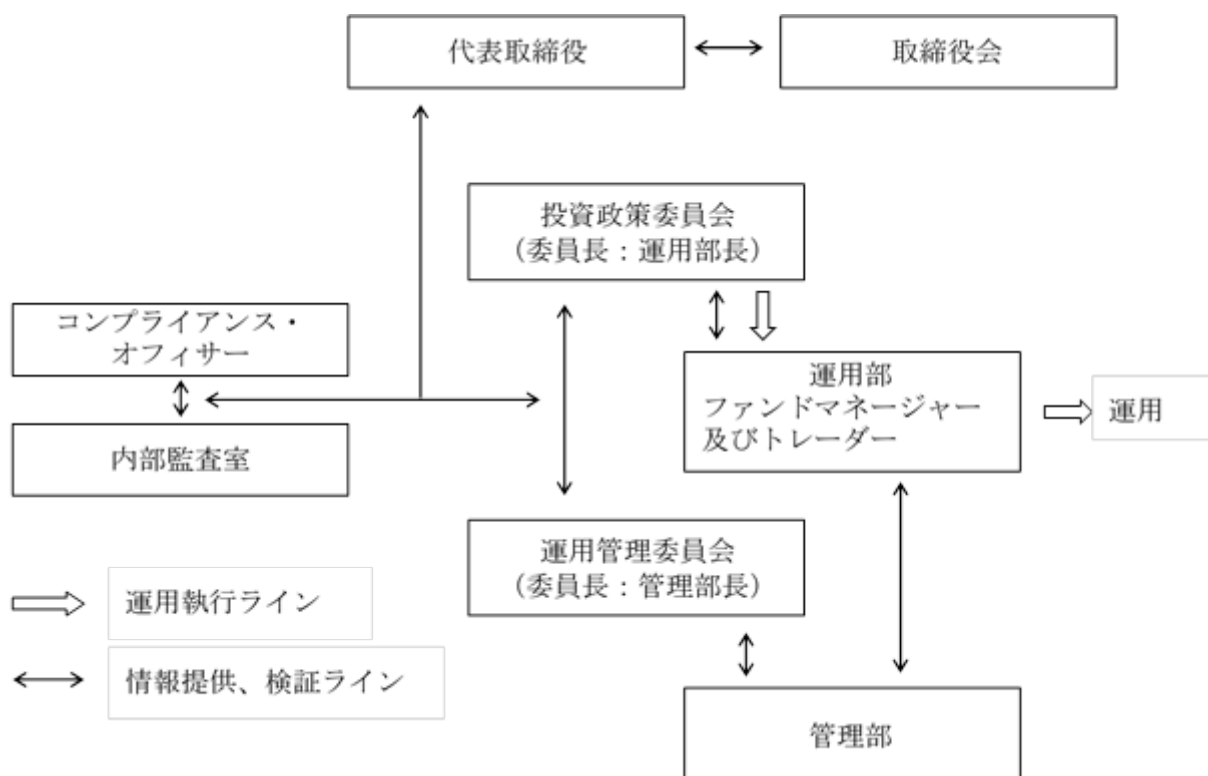 代表取締役
取締役会
投資政策委員会
（委員長：運用部長）
コンプライアンス・
オフィサー
内部監査室
運用部
ファンドマネージャー
及びトレーダー
運用
運用管理委員会
（委員長：管理部長）
運用執行ライン
情報提供、検証ライン
管理部